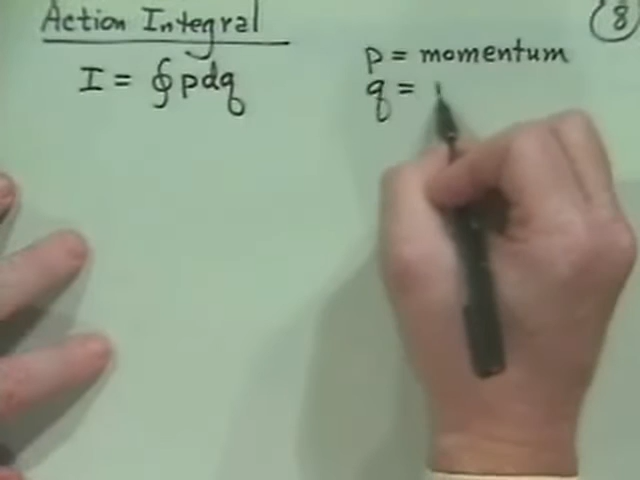 Action Integral
8
I = ∮pdq
p = momentum
q =